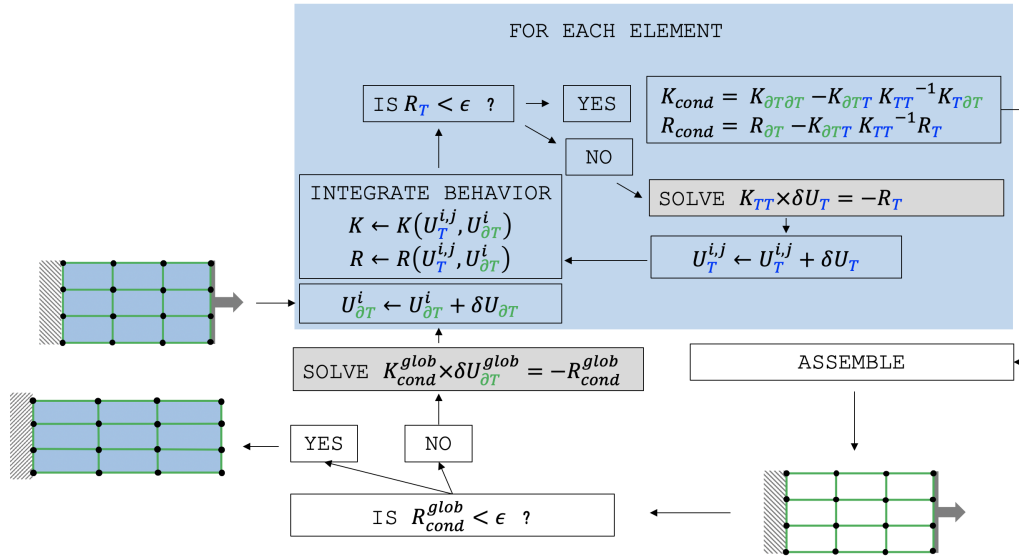 FOR EACH ELEMENT
IS R_T < ϵ ?
YES
K_cond = K_∂T∂T − K_∂TT K_TT^−1 K_T∂T
R_cond = R_∂T − K_∂TT K_TT^−1 R_T
NO
INTEGRATE BEHAVIOR
K ← K(U_T^i,j, U_∂T^i)
R ← R(U_T^i,j, U_∂T^i)
SOLVE K_TT × δU_T = −R_T
U_T^i,j ← U_T^i,j + δU_T
U_∂T^i ← U_∂T^i + δU_∂T
SOLVE K_cond^glob × δU_∂T^glob = −R_cond^glob
ASSEMBLE
YES
NO
IS R_cond^glob < ϵ ?